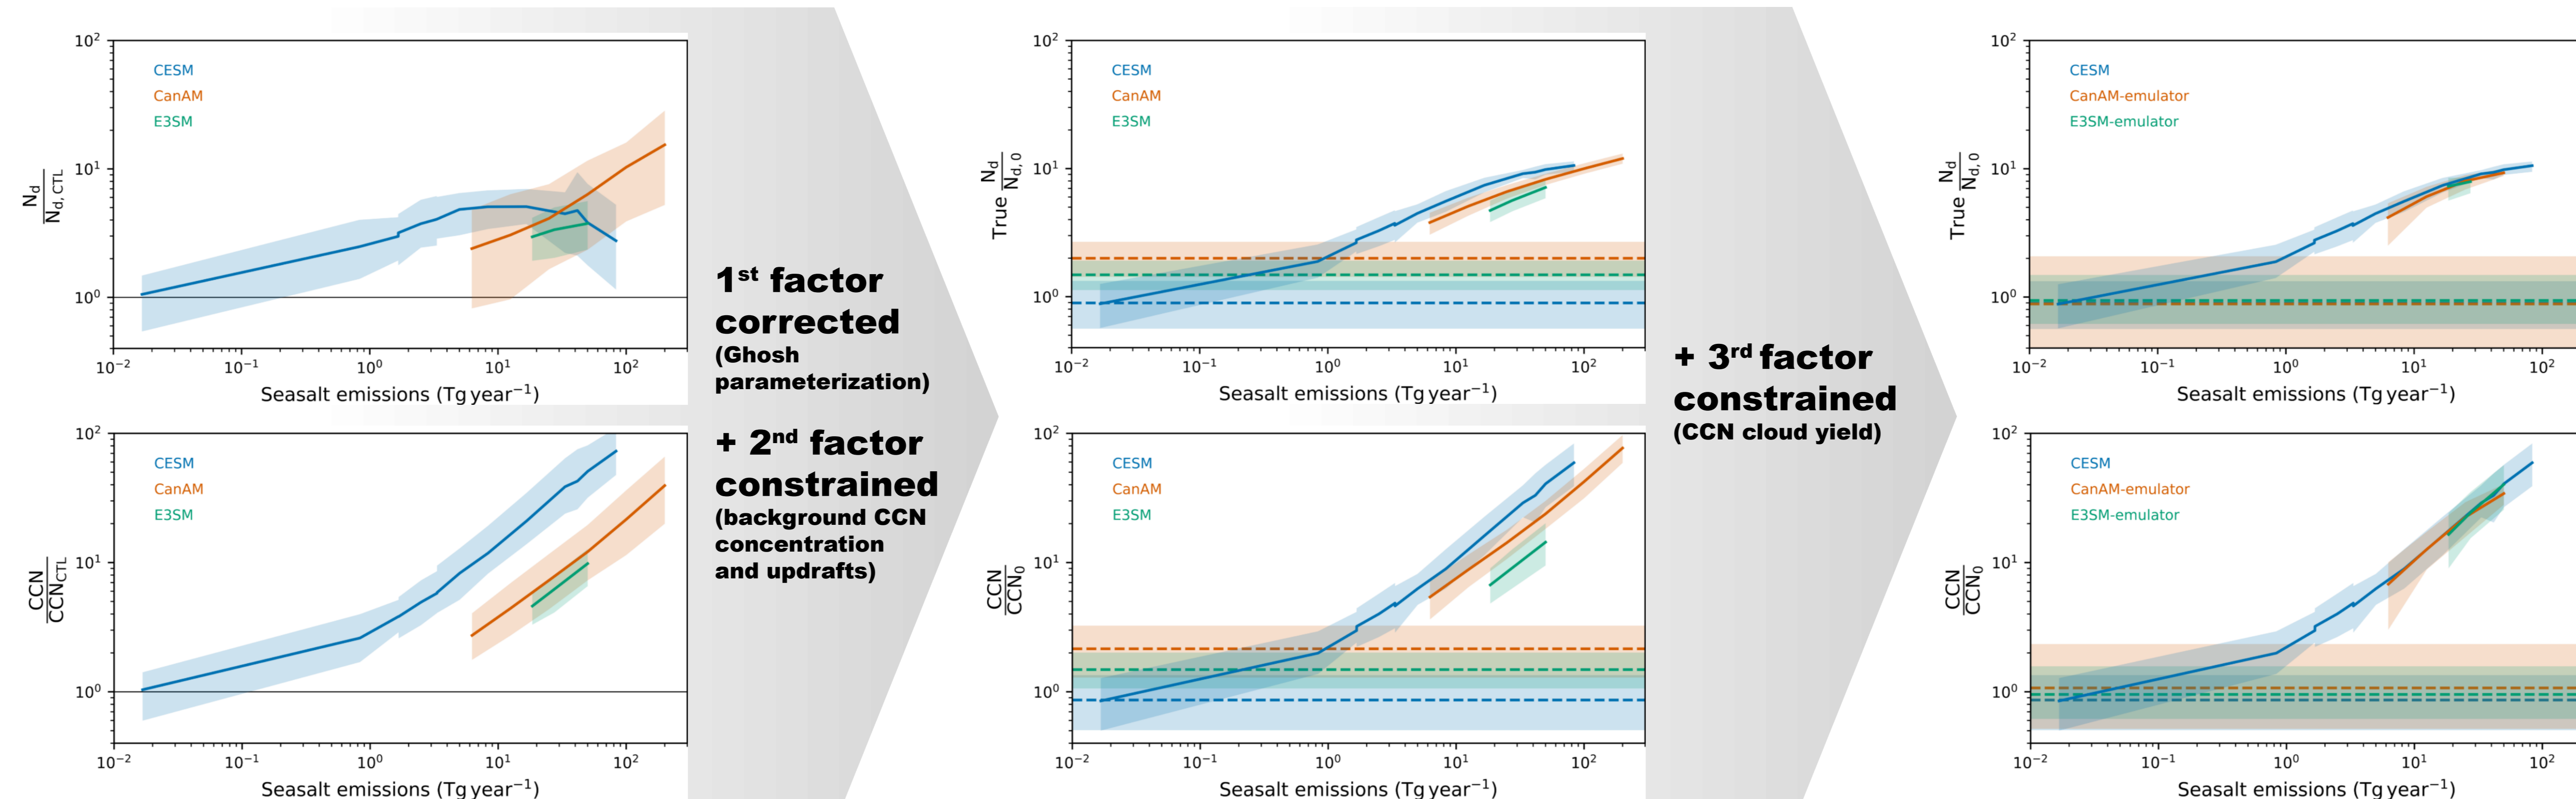 10²
10¹
10⁰
N_d / N_d, CTL
CESM
CanAM
E3SM
10⁻² 10⁻¹ 10⁰ 10¹ 10²
Seasalt emissions (Tg year⁻¹)
10²
10¹
10⁰
CCN / CCN_CTL
CESM
CanAM
E3SM
10⁻² 10⁻¹ 10⁰ 10¹ 10²
Seasalt emissions (Tg year⁻¹)
1st factor
corrected
(Ghosh
parameterization)
+ 2nd factor
constrained
(background CCN
concentration
and updrafts)
10²
10¹
10⁰
True N_d / N_d, 0
CESM
CanAM
E3SM
10⁻² 10⁻¹ 10⁰ 10¹ 10²
Seasalt emissions (Tg year⁻¹)
10²
10¹
10⁰
CCN / CCN₀
CESM
CanAM
E3SM
10⁻² 10⁻¹ 10⁰ 10¹ 10²
Seasalt emissions (Tg year⁻¹)
+ 3rd factor
constrained
(CCN cloud yield)
10²
10¹
10⁰
True N_d / N_d, 0
CESM
CanAM-emulator
E3SM-emulator
10⁻² 10⁻¹ 10⁰ 10¹ 10²
Seasalt emissions (Tg year⁻¹)
10²
10¹
10⁰
CCN / CCN₀
CESM
CanAM-emulator
E3SM-emulator
10⁻² 10⁻¹ 10⁰ 10¹ 10²
Seasalt emissions (Tg year⁻¹)